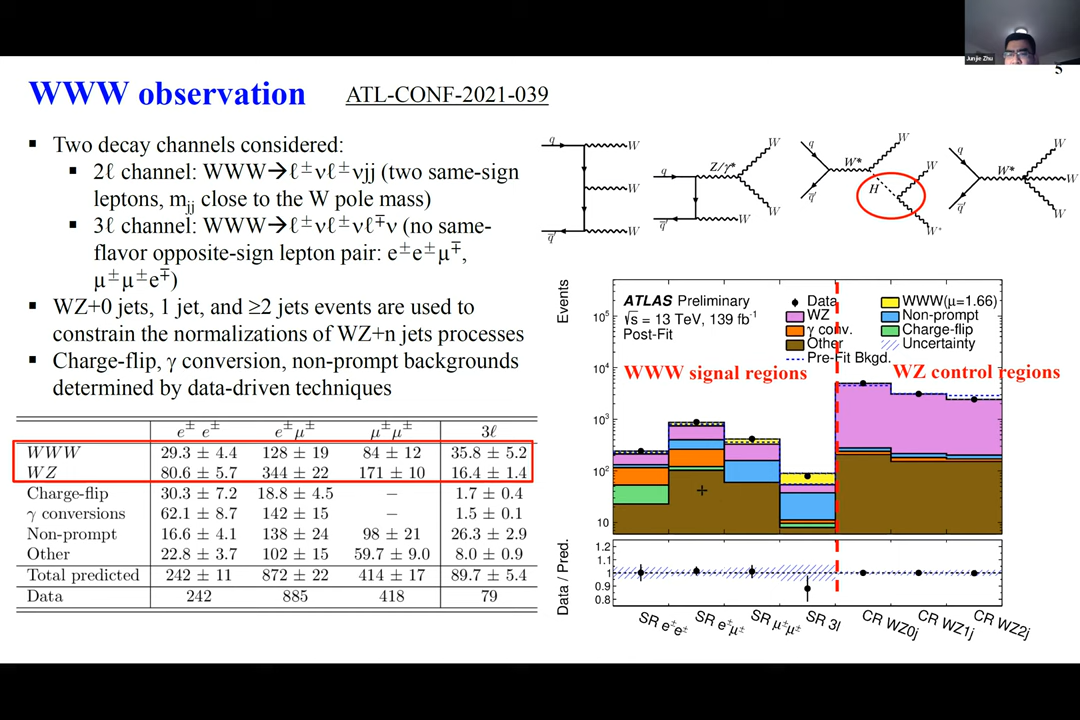 Junjie Zhu
5
WWW observation
ATL-CONF-2021-039
▪ Two decay channels considered:
▪ 2ℓ channel: WWW→ℓ±νℓ±νjj (two same-sign
leptons, mjj close to the W pole mass)
▪ 3ℓ channel: WWW→ℓ±νℓ±νℓ∓ν (no same-
flavor opposite-sign lepton pair: e±e±μ∓,
μ±μ±e∓)
▪ WZ+0 jets, 1 jet, and ≥2 jets events are used to
constrain the normalizations of WZ+n jets processes
▪ Charge-flip, γ conversion, non-prompt backgrounds
determined by data-driven techniques
e± e± e± μ± μ± μ± 3ℓ
WWW 29.3 ± 4.4 128 ± 19 84 ± 12 35.8 ± 5.2
WZ 80.6 ± 5.7 344 ± 22 171 ± 10 16.4 ± 1.4
Charge-flip 30.3 ± 7.2 18.8 ± 4.5 − 1.7 ± 0.4
γ conversions 62.1 ± 8.7 142 ± 15 − 1.5 ± 0.1
Non-prompt 16.6 ± 4.1 138 ± 24 98 ± 21 26.3 ± 2.9
Other 22.8 ± 3.7 102 ± 15 59.7 ± 9.0 8.0 ± 0.9
Total predicted 242 ± 11 872 ± 22 414 ± 17 89.7 ± 5.4
Data 242 885 418 79
q W W W q̄'
q Z/γ* W W q̄' W
q q̄' W* W H W W*
q q̄' W* W W W
Events
10⁵
10⁴
10³
10²
10
ATLAS Preliminary
√s = 13 TeV, 139 fb⁻¹
Post-Fit
Data WWW(μ=1.66)
WZ Non-prompt
γ conv. Charge-flip
Other Uncertainty
Pre-Fit Bkgd.
WWW signal regions
WZ control regions
Data / Pred.
1.2
1.1
1
0.9
0.8
SR e±e± SR e±μ± SR μ±μ± SR 3l CR WZ0j CR WZ1j CR WZ2j